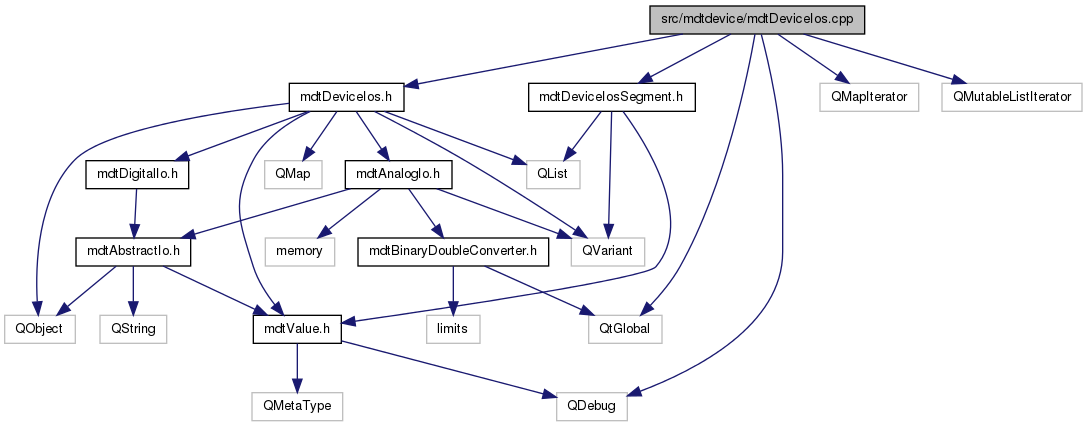 src/mdtdevice/mdtDeviceIos.cpp
mdtDeviceIos.h
mdtDeviceIosSegment.h
QMapIterator
QMutableListIterator
mdtDigitalIo.h
QMap
mdtAnalogIo.h
QList
mdtAbstractIo.h
memory
mdtBinaryDoubleConverter.h
QVariant
QObject
QString
mdtValue.h
limits
QtGlobal
QMetaType
QDebug